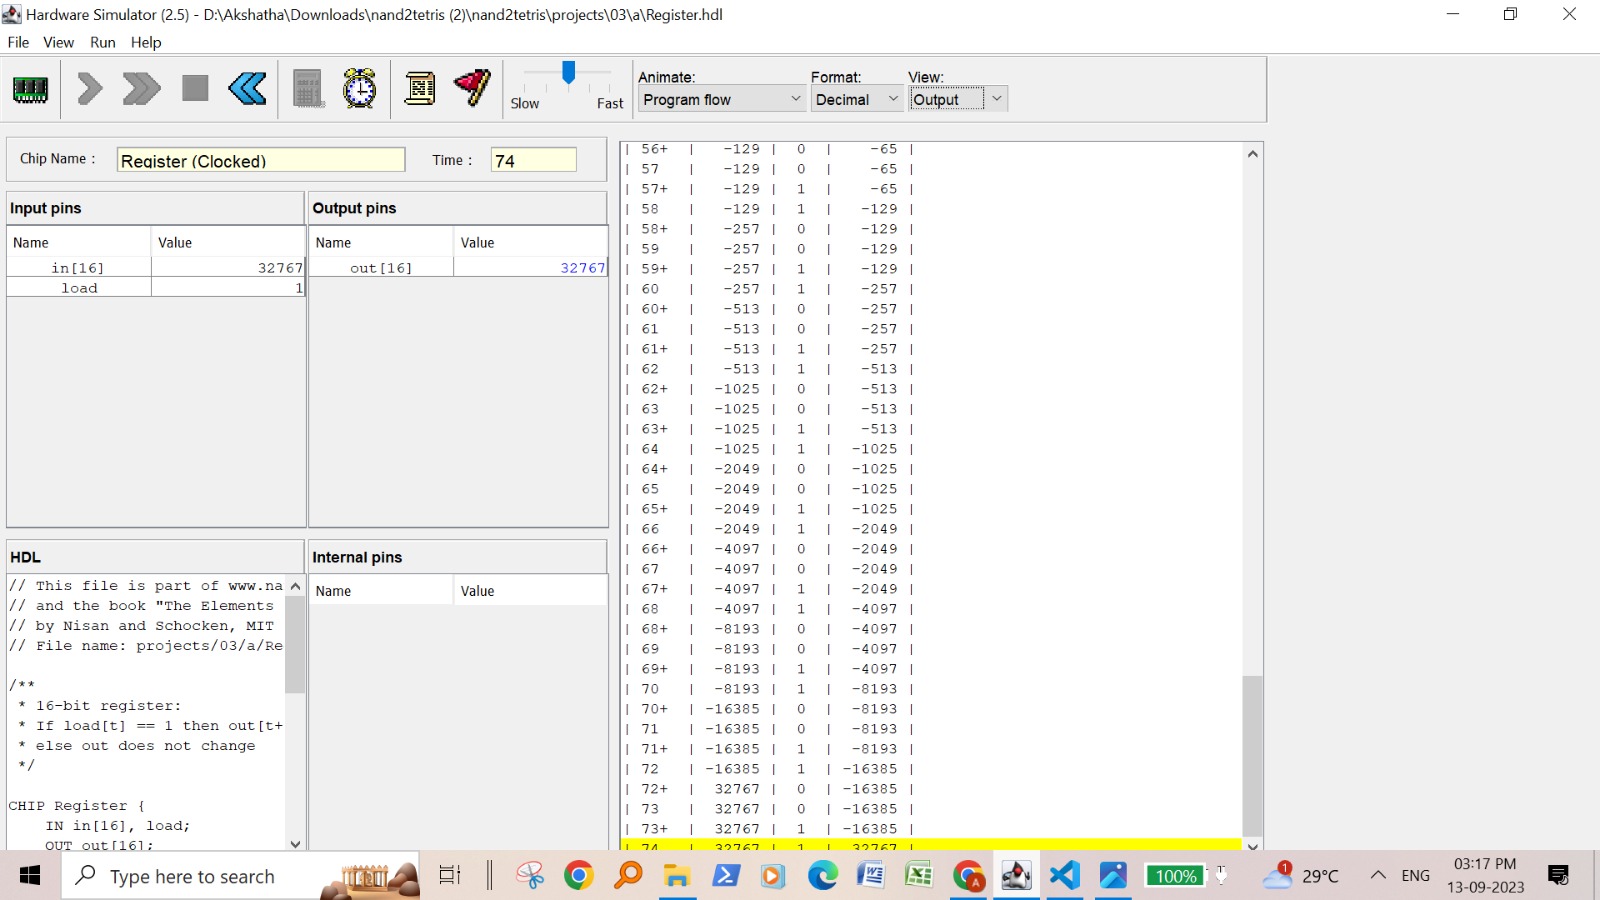 Hardware Simulator (2.5) - D:\Akshatha\Downloads\nand2tetris (2)\nand2tetris\projects\03\a\Register.hdl
File View Run Help
Slow Fast
Animate: Format: View:
Program flow Decimal Output
Chip Name : Register (Clocked) Time : 74
Input pins
Name Value
in[16] 32767
load 1
Output pins
Name Value
out[16] 32767
HDL
// This file is part of www.na
// and the book "The Elements
// by Nisan and Schocken, MIT
// File name: projects/03/a/Re
/**
* 16-bit register:
* If load[t] == 1 then out[t+
* else out does not change
*/
CHIP Register {
IN in[16], load;
OUT out[16];
Internal pins
Name Value
| 56+ | -129 | 0 | -65 |
| 57 | -129 | 0 | -65 |
| 57+ | -129 | 1 | -65 |
| 58 | -129 | 1 | -129 |
| 58+ | -257 | 0 | -129 |
| 59 | -257 | 0 | -129 |
| 59+ | -257 | 1 | -129 |
| 60 | -257 | 1 | -257 |
| 60+ | -513 | 0 | -257 |
| 61 | -513 | 0 | -257 |
| 61+ | -513 | 1 | -257 |
| 62 | -513 | 1 | -513 |
| 62+ | -1025 | 0 | -513 |
| 63 | -1025 | 0 | -513 |
| 63+ | -1025 | 1 | -513 |
| 64 | -1025 | 1 | -1025 |
| 64+ | -2049 | 0 | -1025 |
| 65 | -2049 | 0 | -1025 |
| 65+ | -2049 | 1 | -1025 |
| 66 | -2049 | 1 | -2049 |
| 66+ | -4097 | 0 | -2049 |
| 67 | -4097 | 0 | -2049 |
| 67+ | -4097 | 1 | -2049 |
| 68 | -4097 | 1 | -4097 |
| 68+ | -8193 | 0 | -4097 |
| 69 | -8193 | 0 | -4097 |
| 69+ | -8193 | 1 | -4097 |
| 70 | -8193 | 1 | -8193 |
| 70+ | -16385 | 0 | -8193 |
| 71 | -16385 | 0 | -8193 |
| 71+ | -16385 | 1 | -8193 |
| 72 | -16385 | 1 | -16385 |
| 72+ | 32767 | 0 | -16385 |
| 73 | 32767 | 0 | -16385 |
| 73+ | 32767 | 1 | -16385 |
| 74 | 32767 | 1 | 32767 |
Type here to search
100%
1
29°C
ENG
03:17 PM
13-09-2023